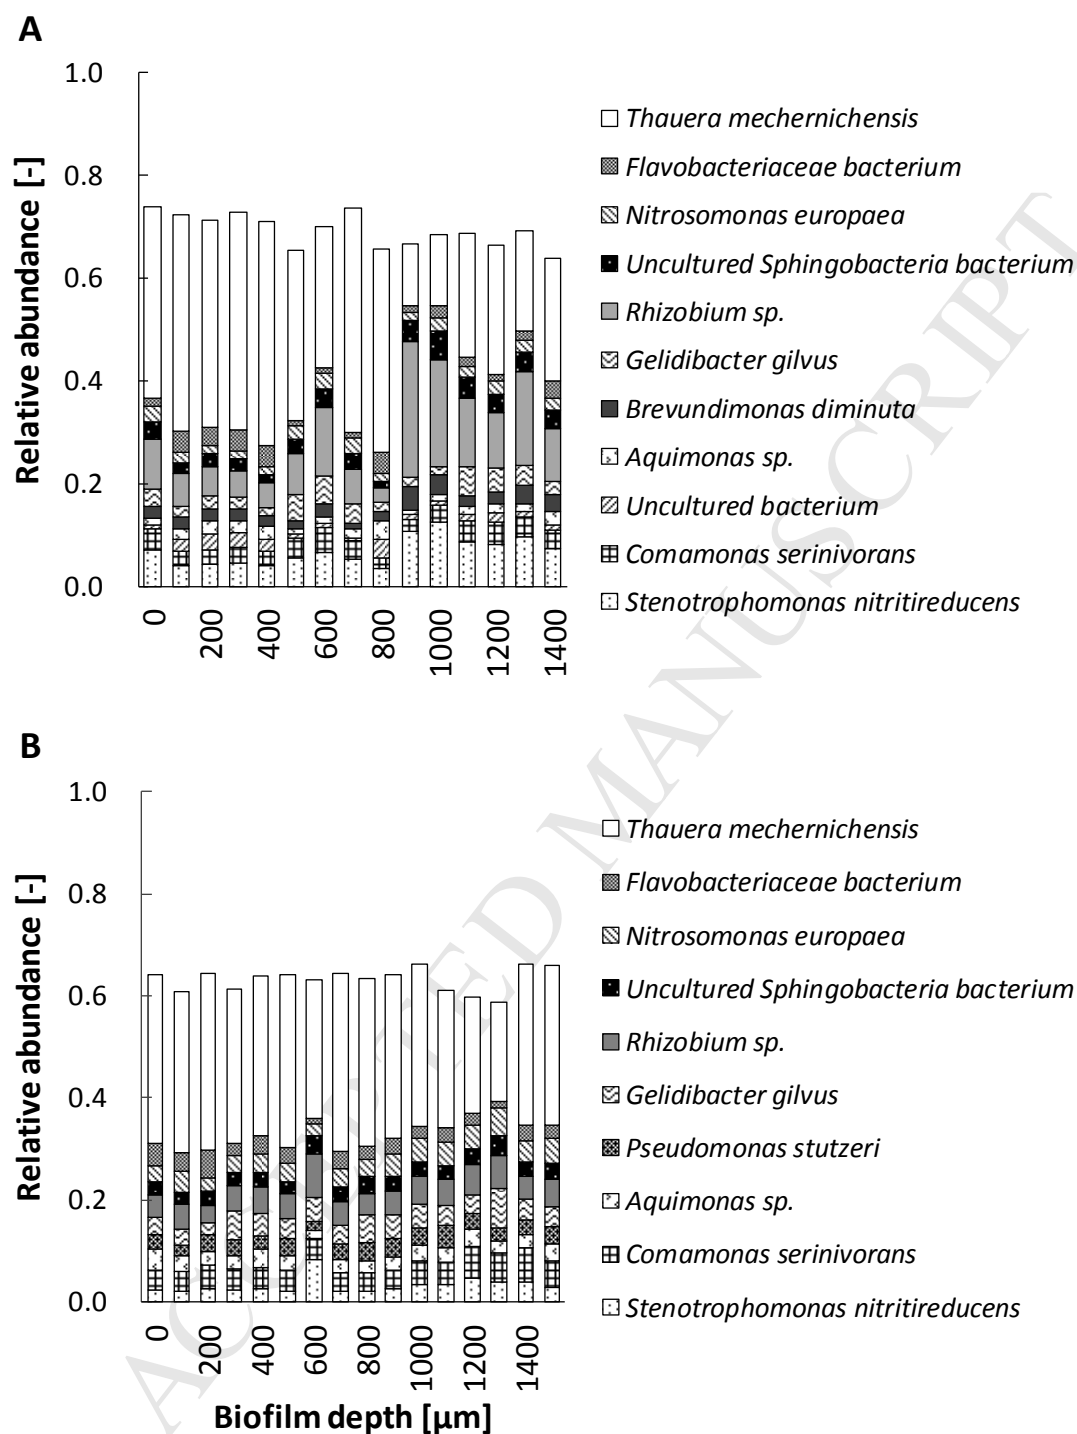 A
1.0
0.8
0.6
0.4
0.2
0.0
Relative abundance [-]
0
200
400
600
800
1000
1200
1400
Thauera mechernichensis
Flavobacteriaceae bacterium
Nitrosomonas europaea
Uncultured Sphingobacteria bacterium
Rhizobium sp.
Gelidibacter gilvus
Brevundimonas diminuta
Aquimonas sp.
Uncultured bacterium
Comamonas serinivorans
Stenotrophomonas nitritireducens
B
1.0
0.8
0.6
0.4
0.2
0.0
Relative abundance [-]
0
200
400
600
800
1000
1200
1400
Biofilm depth [µm]
Thauera mechernichensis
Flavobacteriaceae bacterium
Nitrosomonas europaea
Uncultured Sphingobacteria bacterium
Rhizobium sp.
Gelidibacter gilvus
Pseudomonas stutzeri
Aquimonas sp.
Comamonas serinivorans
Stenotrophomonas nitritireducens
ACCEPTED MANUSCRIPT